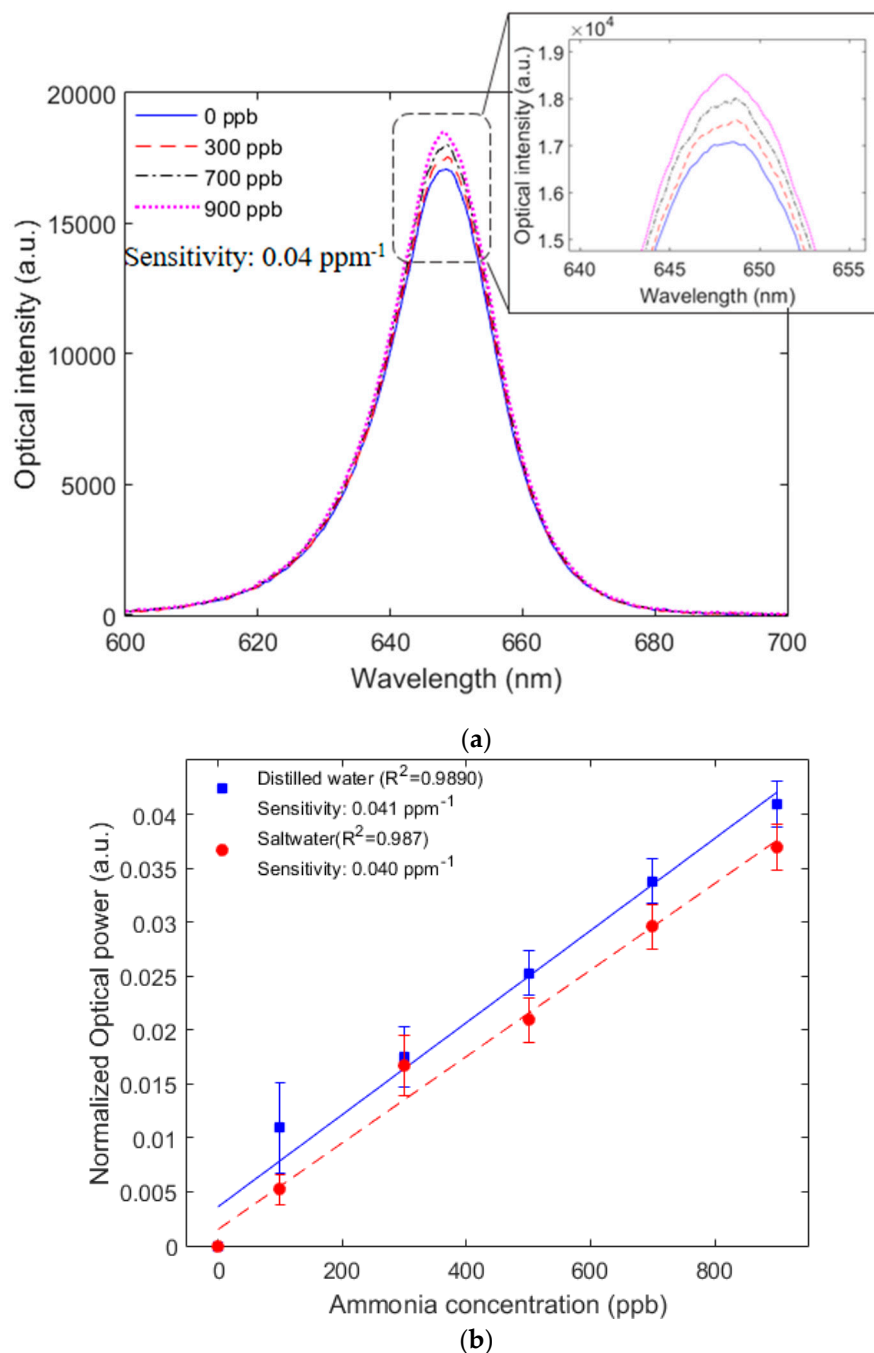 ×10⁴
1.9
1.8
1.7
1.6
1.5
Optical intensity (a.u.)
640 645 650 655
Wavelength (nm)
20000
15000
10000
5000
0
Optical intensity (a.u.)
0 ppb
300 ppb
700 ppb
900 ppb
Sensitivity: 0.04 ppm⁻¹
600 620 640 660 680 700
Wavelength (nm)
(a)
Distilled water (R²=0.9890)
Sensitivity: 0.041 ppm⁻¹
Saltwater(R²=0.987)
Sensitivity: 0.040 ppm⁻¹
0.04
0.035
0.03
0.025
0.02
0.015
0.01
0.005
0
Normalized Optical power (a.u.)
0 200 400 600 800
Ammonia concentration (ppb)
(b)